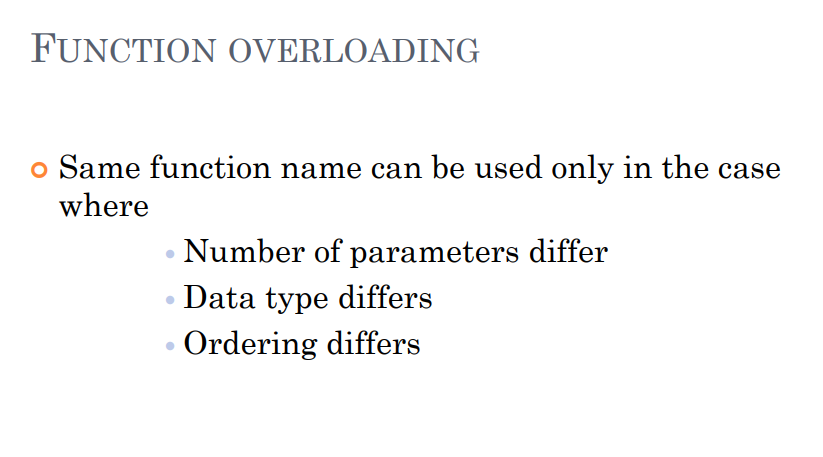 FUNCTION OVERLOADING
Same function name can be used only in the case
where
Number of parameters differ
Data type differs
Ordering differs